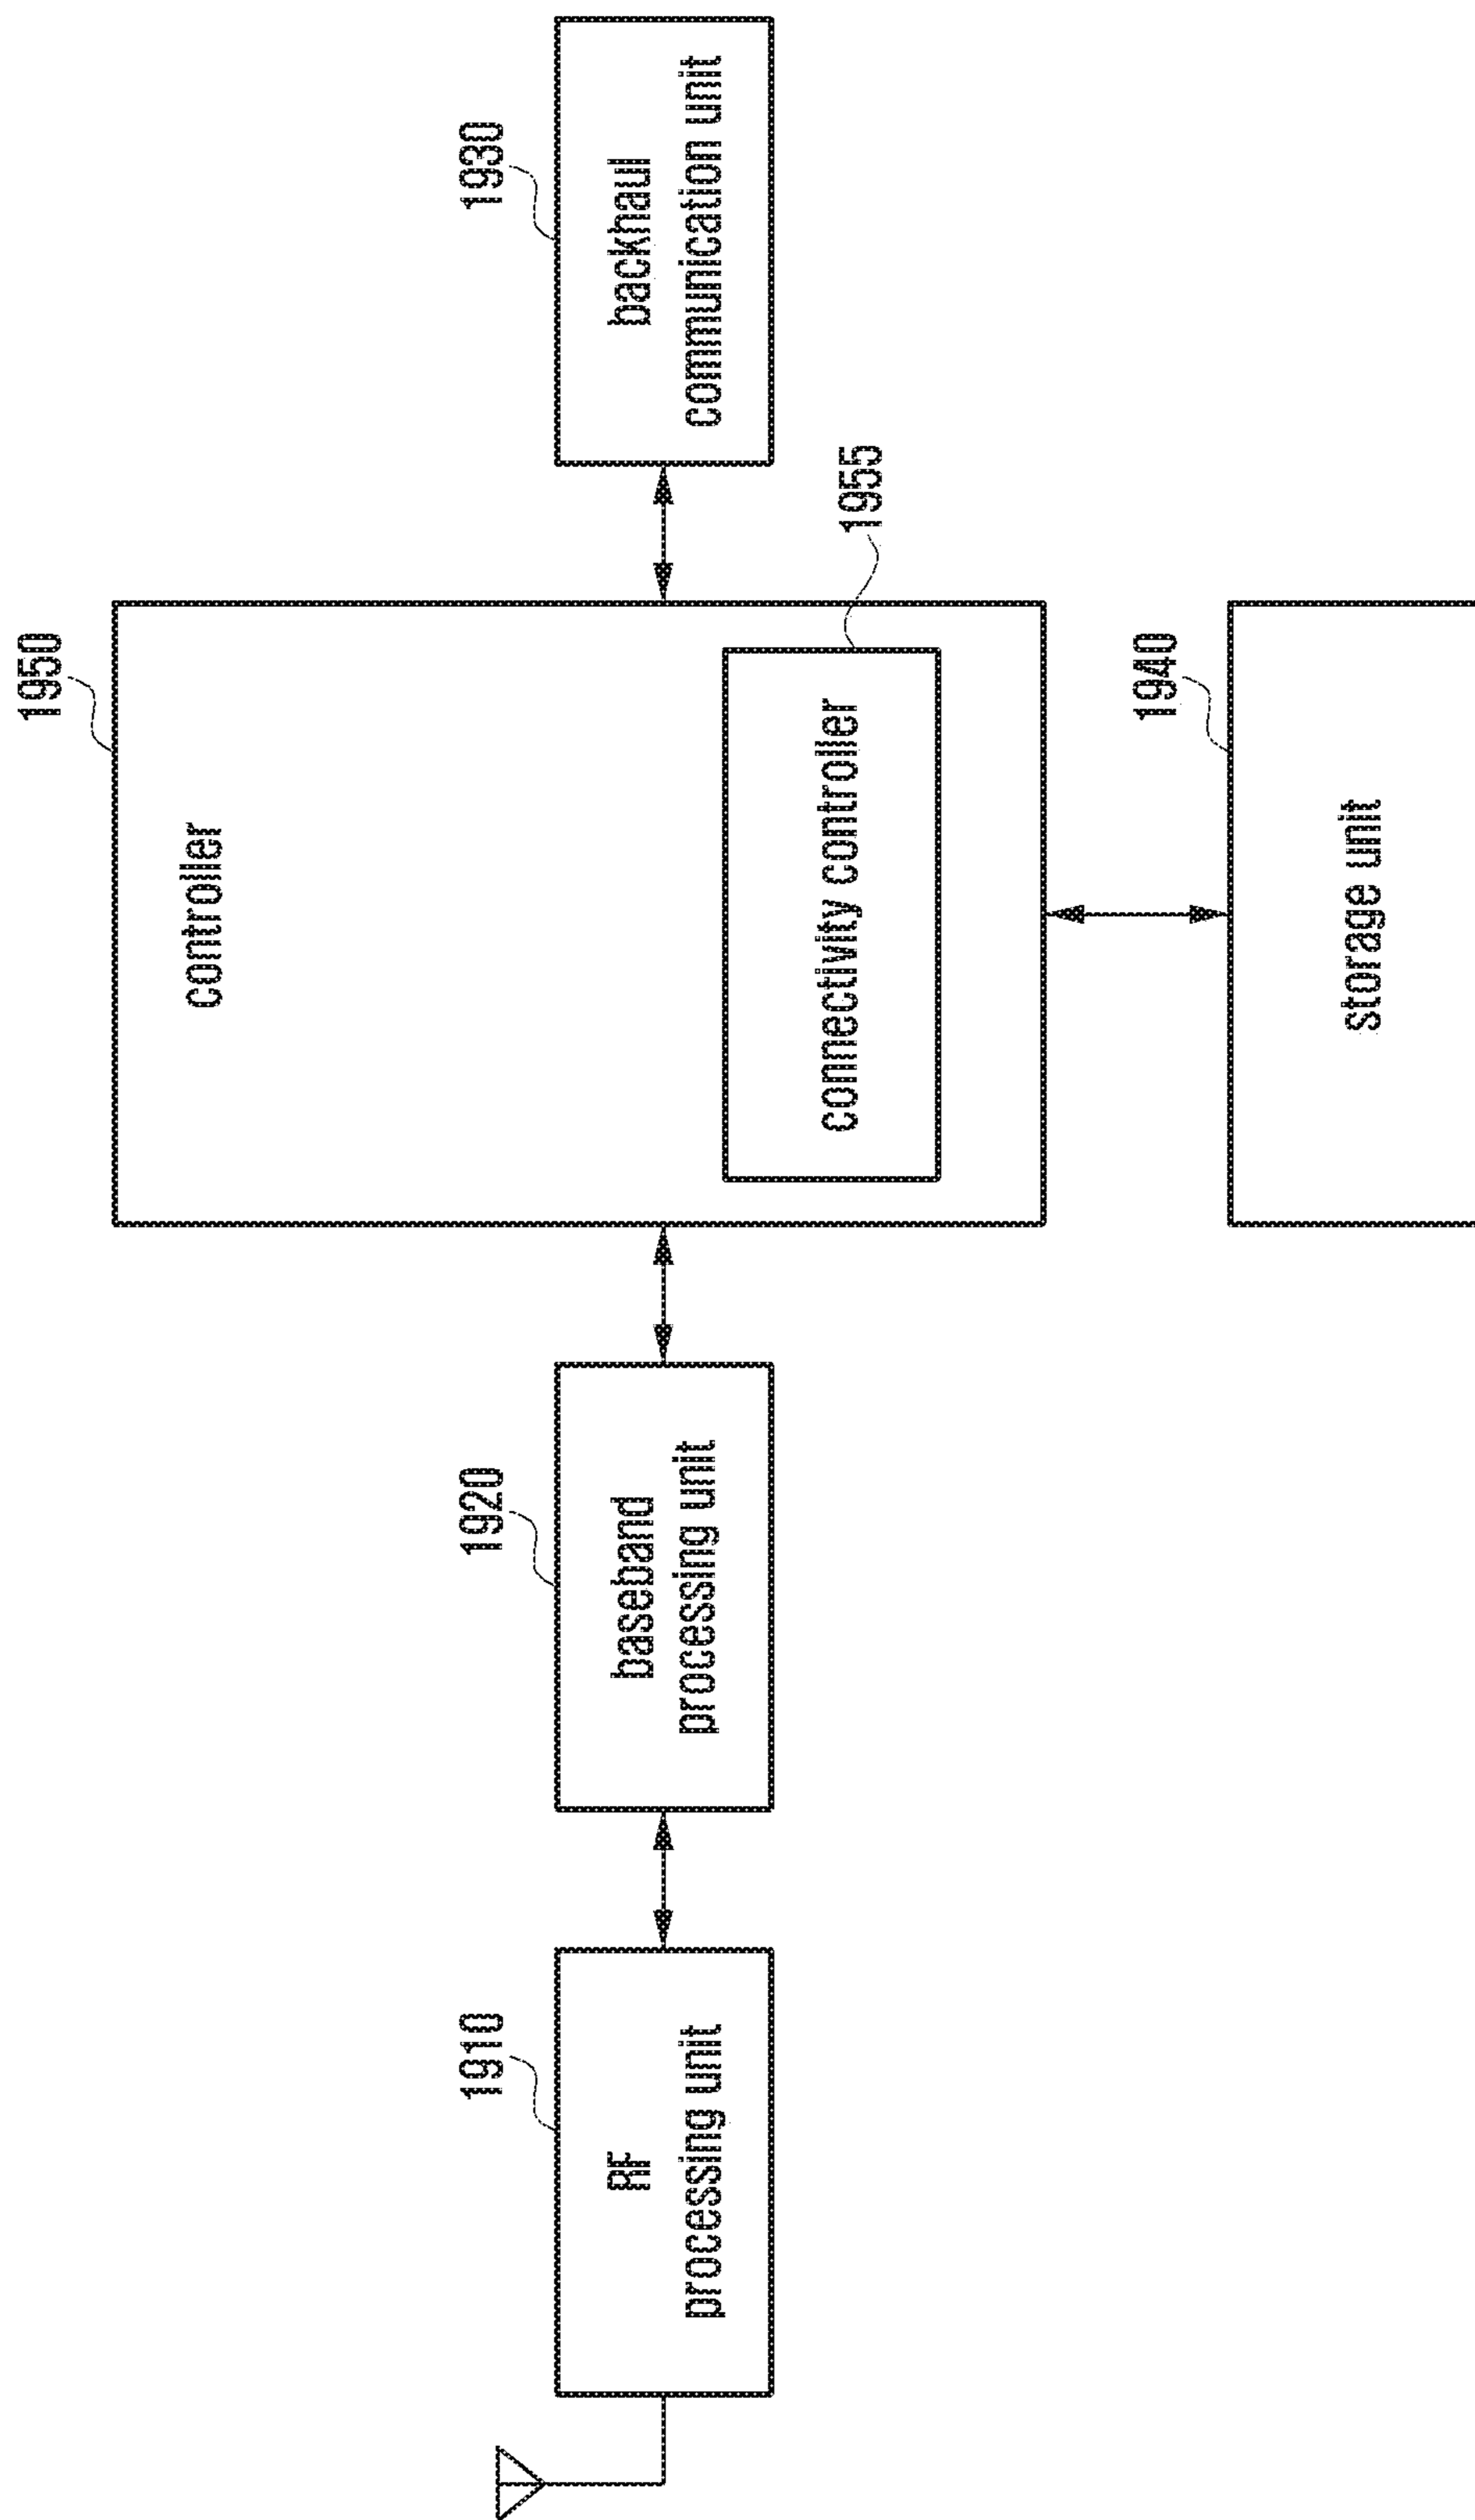 1950
controller
1910
RF
processing unit
1920
baseband
processing unit
1930
backhaul
communication unit
connectivity controller
1955
1940
storage unit